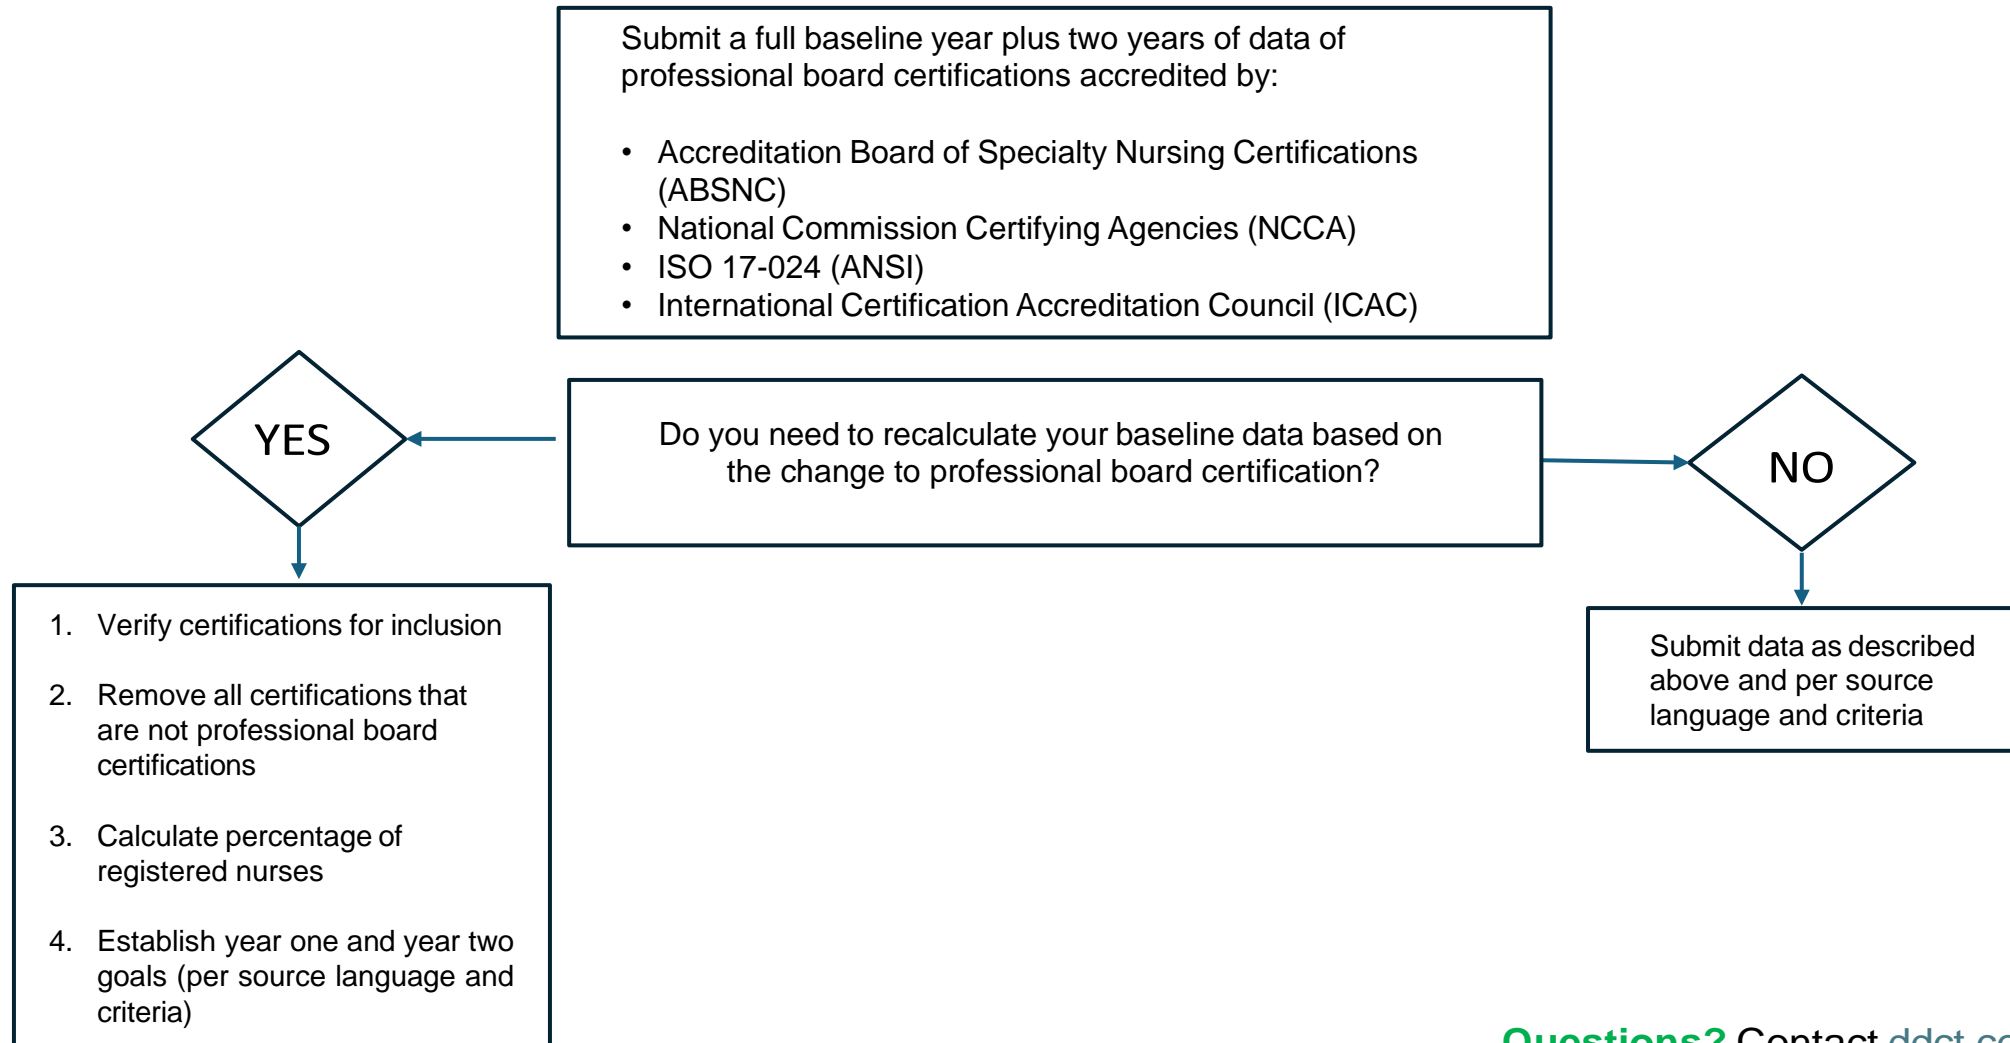 Submit a full baseline year plus two years of data of
professional board certifications accredited by:
• Accreditation Board of Specialty Nursing Certifications
(ABSNC)
• National Commission Certifying Agencies (NCCA)
• ISO 17-024 (ANSI)
• International Certification Accreditation Council (ICAC)
YES
Do you need to recalculate your baseline data based on
the change to professional board certification?
NO
1. Verify certifications for inclusion
2. Remove all certifications that
are not professional board
certifications
3. Calculate percentage of
registered nurses
4. Establish year one and year two
goals (per source language and
criteria)
Submit data as described
above and per source
language and criteria
Questions? Contact